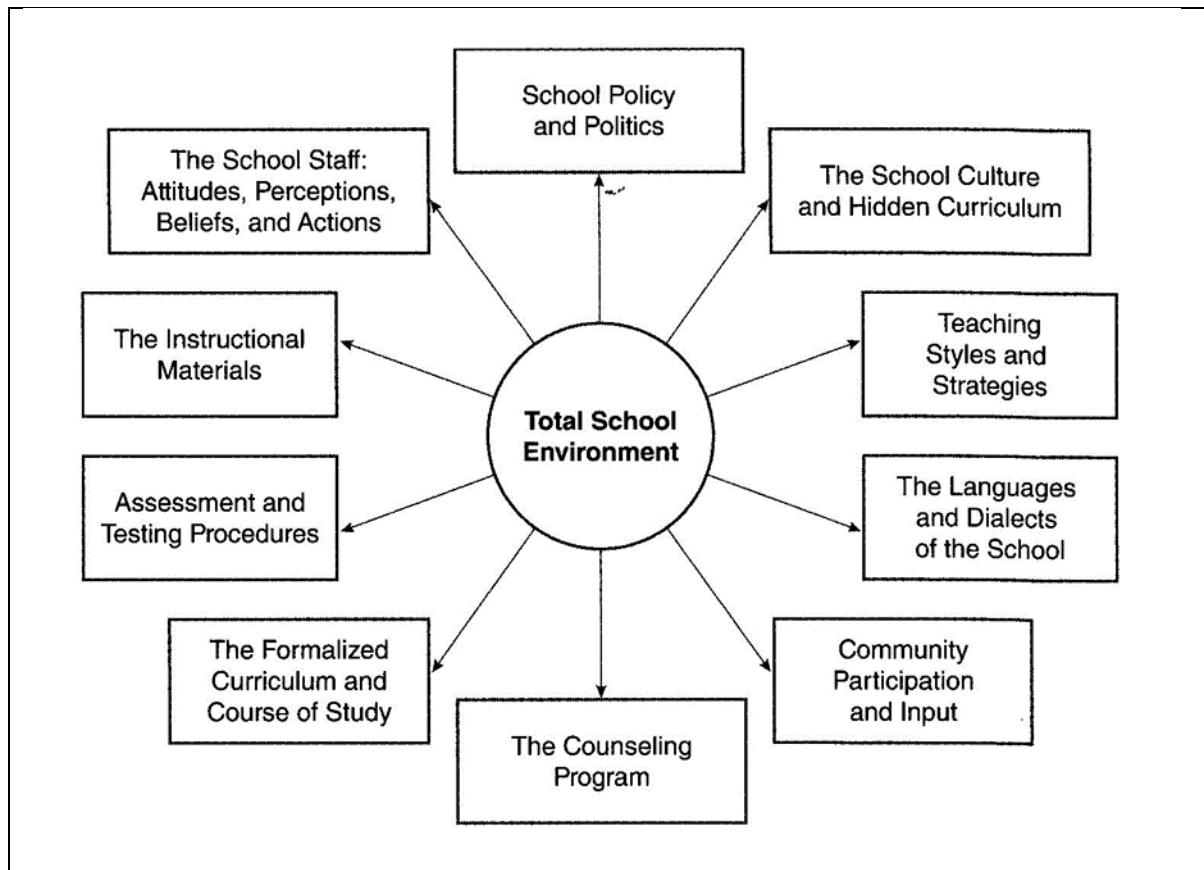 School Policy
and Politics
The School Staff:
Attitudes, Perceptions,
Beliefs, and Actions
The School Culture
and Hidden Curriculum
The Instructional
Materials
Teaching
Styles and
Strategies
Total School
Environment
Assessment and
Testing Procedures
The Languages
and Dialects
of the School
The Formalized
Curriculum and
Course of Study
Community
Participation
and Input
The Counseling
Program